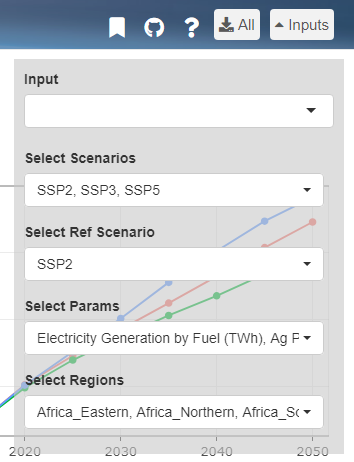 ? All Inputs
Input
Select Scenarios
SSP2, SSP3, SSP5
Select Ref Scenario
SSP2
Select Params
Electricity Generation by Fuel (TWh), Ag P
Select Regions
Africa_Eastern, Africa_Northern, Africa_Sc
2020 2030 2040 2050